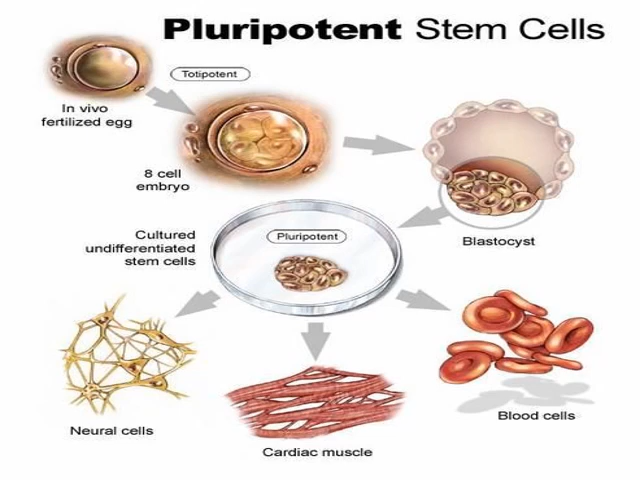 Pluripotent Stem Cells
Totipotent
In vivo
fertilized egg
8 cell
embryo
Blastocyst
Cultured
undifferentiated
stem cells
Pluripotent
Neural cells
Cardiac muscle
Blood cells